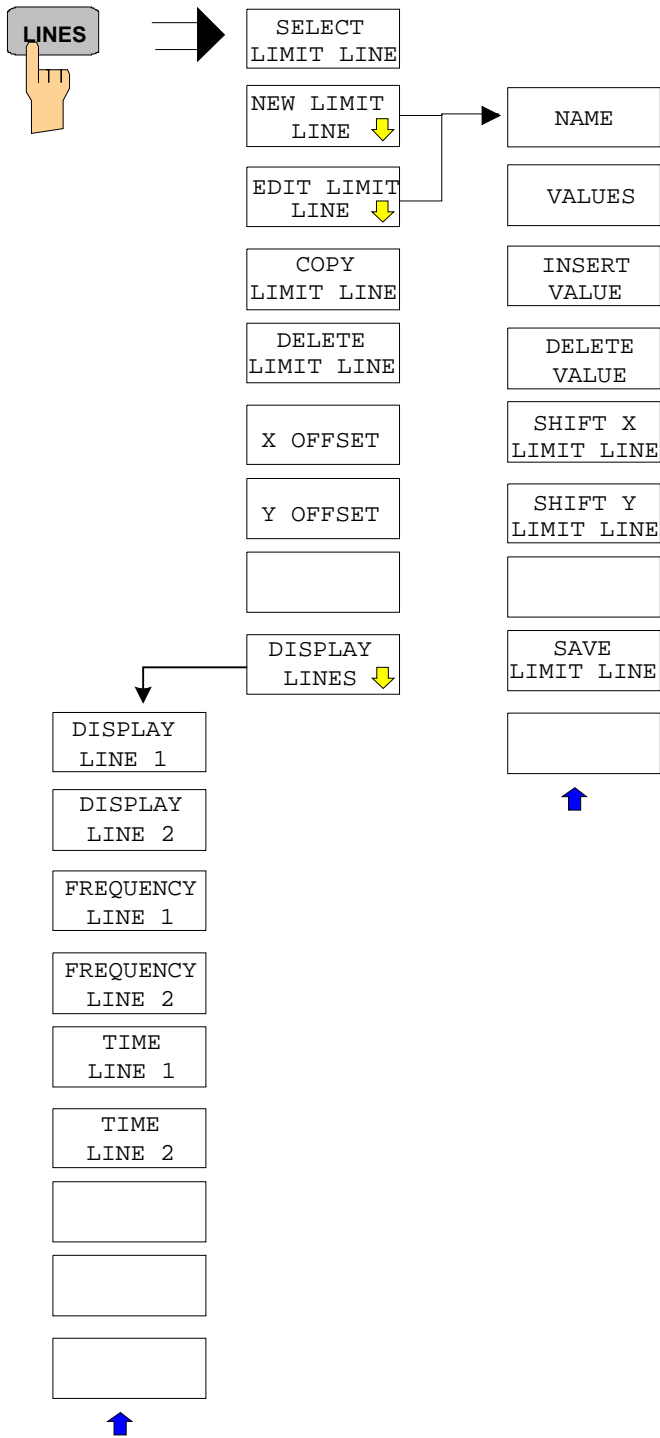 LINES
SELECT
LIMIT LINE
NEW LIMIT
LINE
EDIT LIMIT
LINE
COPY
LIMIT LINE
DELETE
LIMIT LINE
X OFFSET
Y OFFSET
DISPLAY
LINES
NAME
VALUES
INSERT
VALUE
DELETE
VALUE
SHIFT X
LIMIT LINE
SHIFT Y
LIMIT LINE
SAVE
LIMIT LINE
DISPLAY
LINE 1
DISPLAY
LINE 2
FREQUENCY
LINE 1
FREQUENCY
LINE 2
TIME
LINE 1
TIME
LINE 2